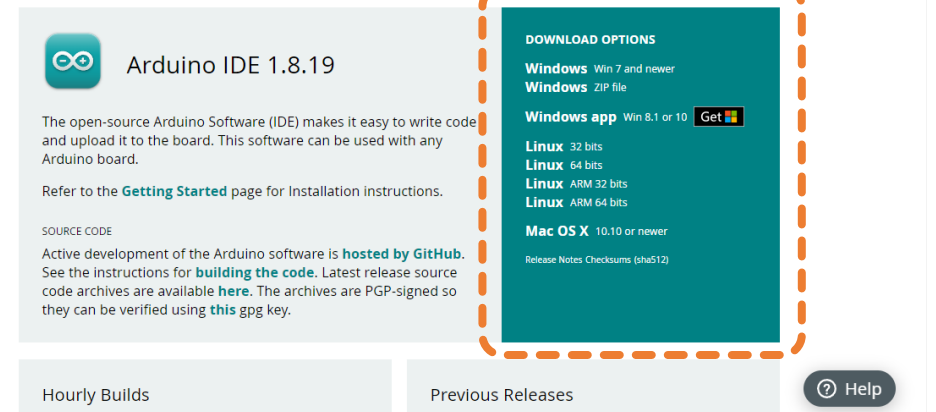 Arduino IDE 1.8.19
The open-source Arduino Software (IDE) makes it easy to write code
and upload it to the board. This software can be used with any
Arduino board.
Refer to the Getting Started page for Installation instructions.
SOURCE CODE
Active development of the Arduino software is hosted by GitHub.
See the instructions for building the code. Latest release source
code archives are available here. The archives are PGP-signed so
they can be verified using this gpg key.
DOWNLOAD OPTIONS
Windows Win 7 and newer
Windows ZIP file
Windows app Win 8.1 or 10 Get
Linux 32 bits
Linux 64 bits
Linux ARM 32 bits
Linux ARM 64 bits
Mac OS X 10.10 or newer
Release Notes Checksums (sha512)
Hourly Builds
Previous Releases
Help